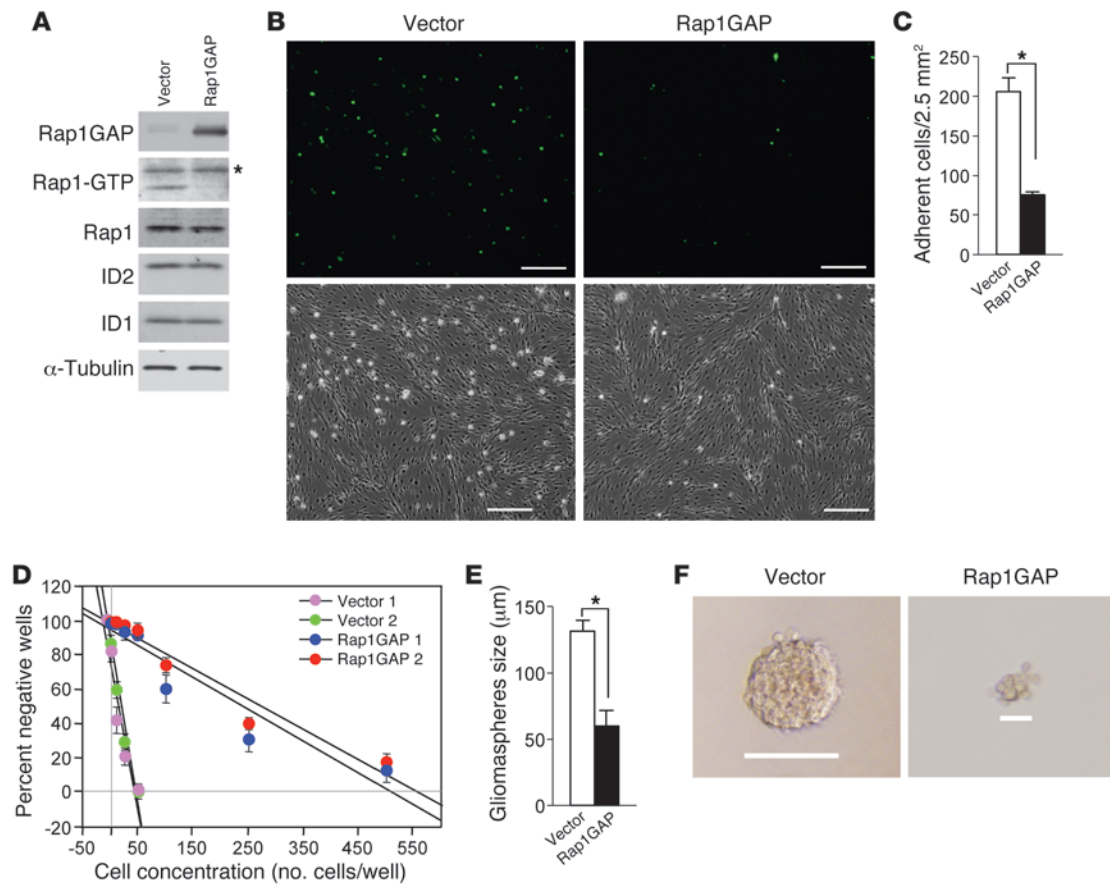 A
Vector
Rap1GAP
Rap1GAP
Rap1-GTP
*
Rap1
ID2
ID1
α-Tubulin
B
Vector
Rap1GAP
C
Adherent cells/2.5 mm²
250
200
150
100
50
0
*
Vector
Rap1GAP
D
Percent negative wells
120
100
80
60
40
20
0
-20
-50
50
150
250
350
450
550
Cell concentration (no. cells/well)
Vector 1
Vector 2
Rap1GAP 1
Rap1GAP 2
E
Gliomaspheres size (μm)
150
100
50
0
*
Vector
Rap1GAP
F
Vector
Rap1GAP